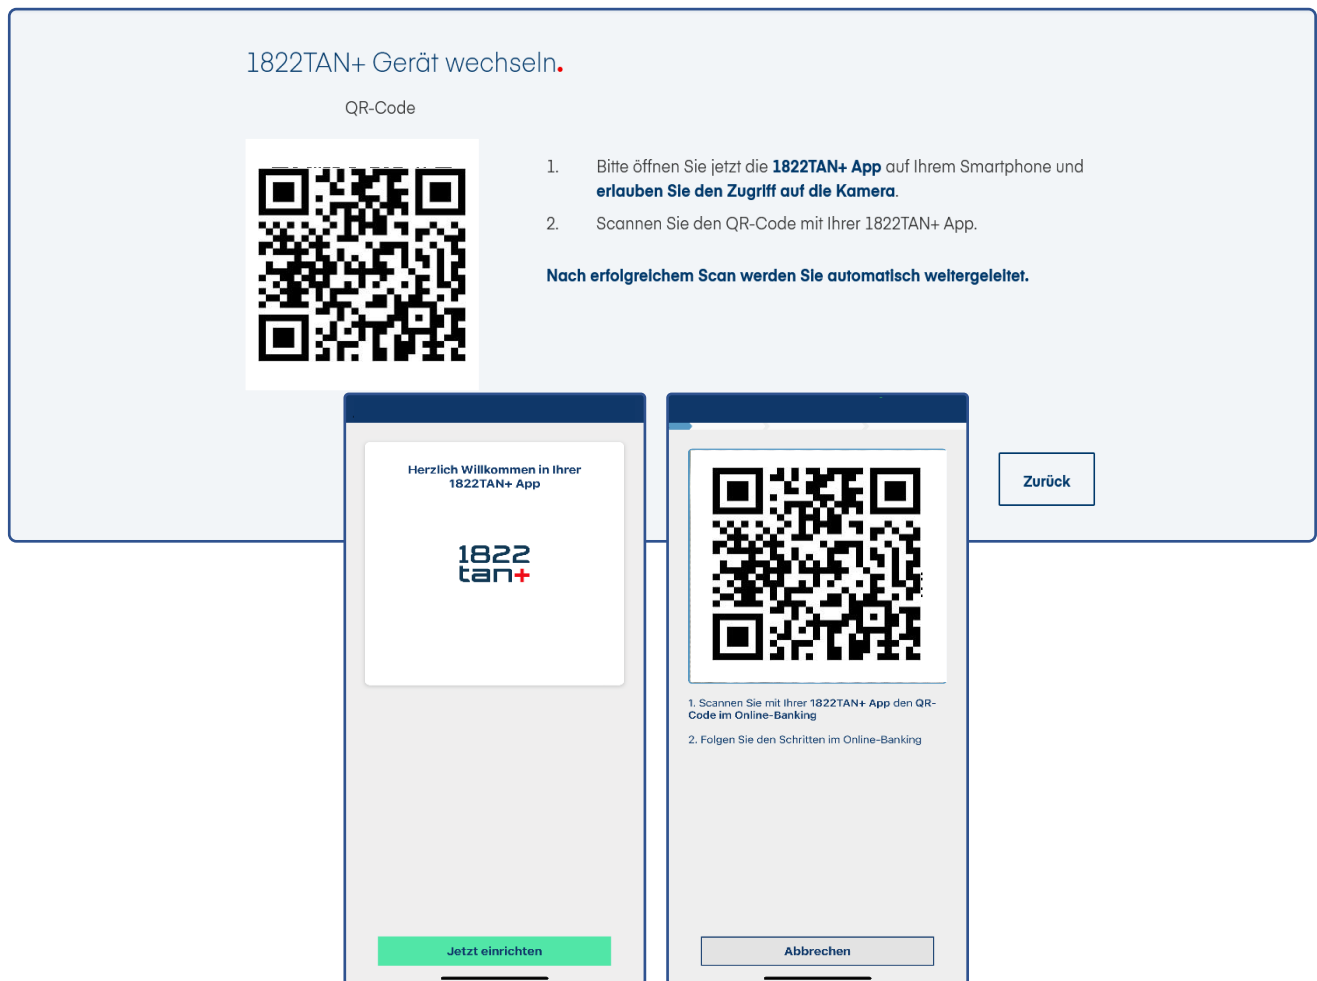 1822TAN+ Gerät wechseln.
QR-Code
1. Bitte öffnen Sie jetzt die 1822TAN+ App auf Ihrem Smartphone und
erlauben Sie den Zugriff auf die Kamera.
2. Scannen Sie den QR-Code mit Ihrer 1822TAN+ App.
Nach erfolgreichem Scan werden Sie automatisch weitergeleitet.
Zurück
Herzlich Willkommen in Ihrer
1822TAN+ App
1822
tan+
Jetzt einrichten
1. Scannen Sie mit Ihrer 1822TAN+ App den QR-
Code im Online-Banking
2. Folgen Sie den Schritten im Online-Banking
Abbrechen